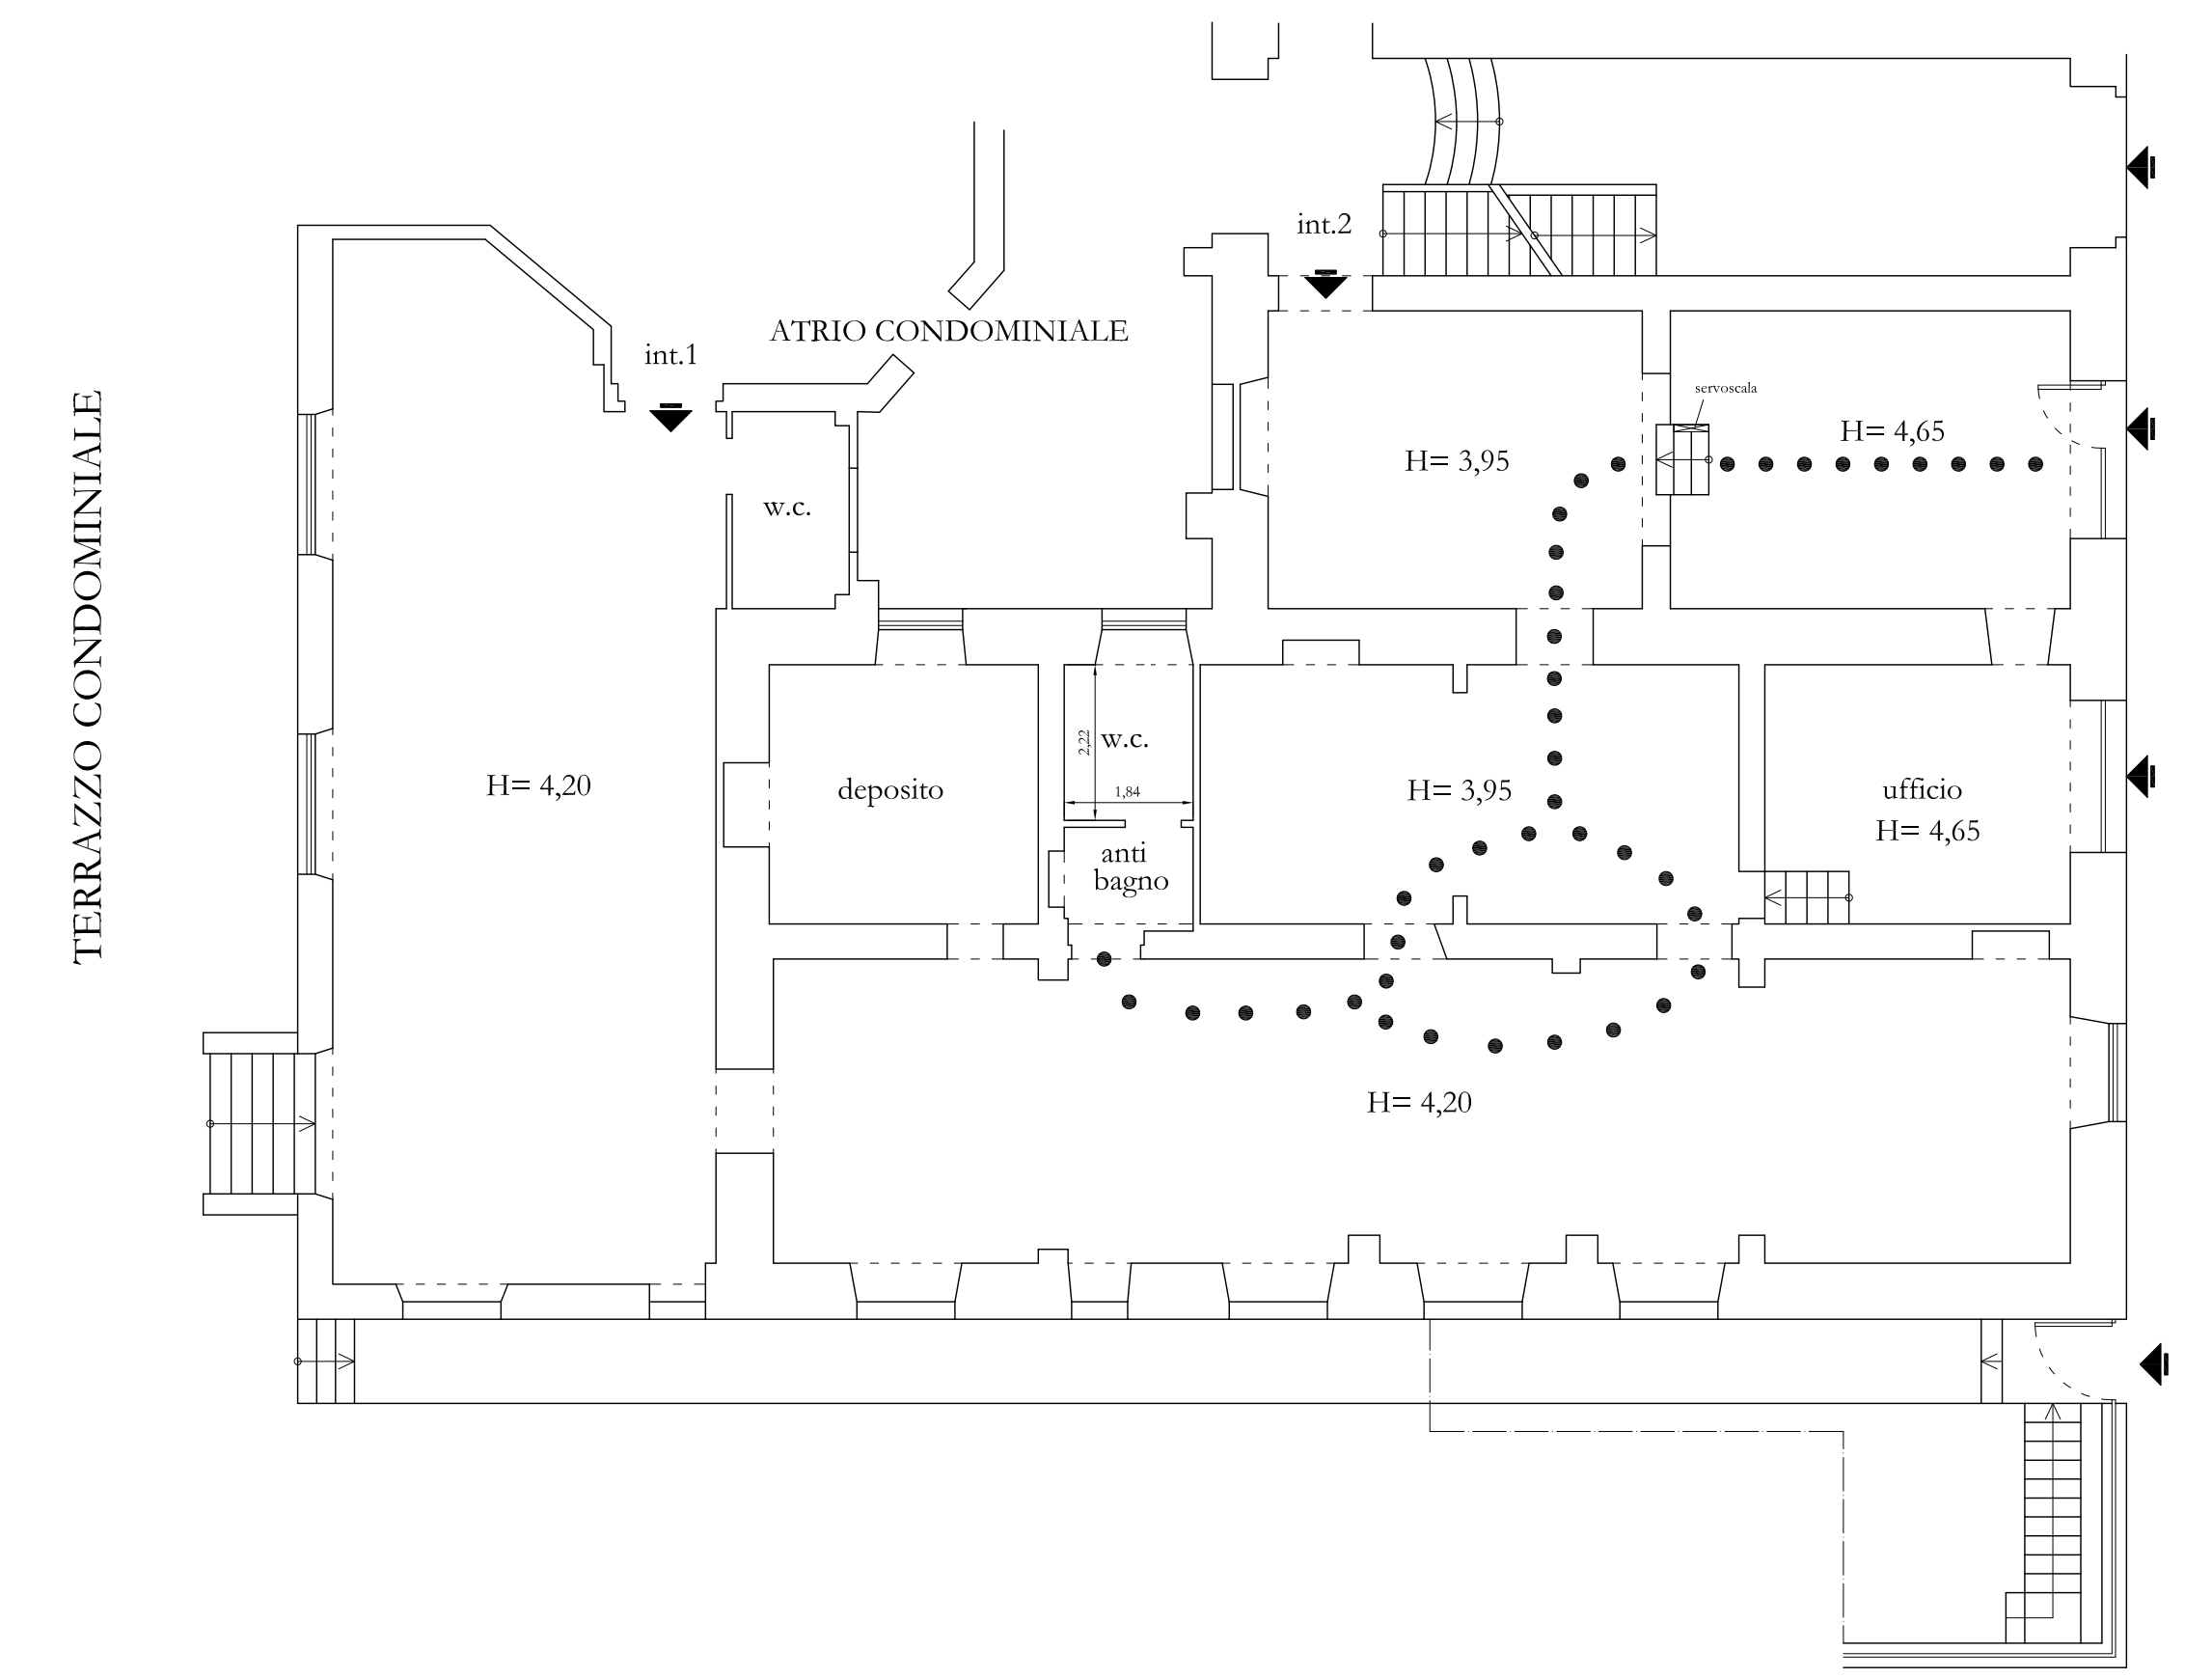 int.2
ATRIO CONDOMINIALE
int.1
servoscala
H= 4,65
H= 3,95
w.c.
TERRAZZO CONDOMINIALE
2,22
w.c.
H= 4,20
deposito
1,84
H= 3,95
ufficio
H= 4,65
anti
bagno
H= 4,20